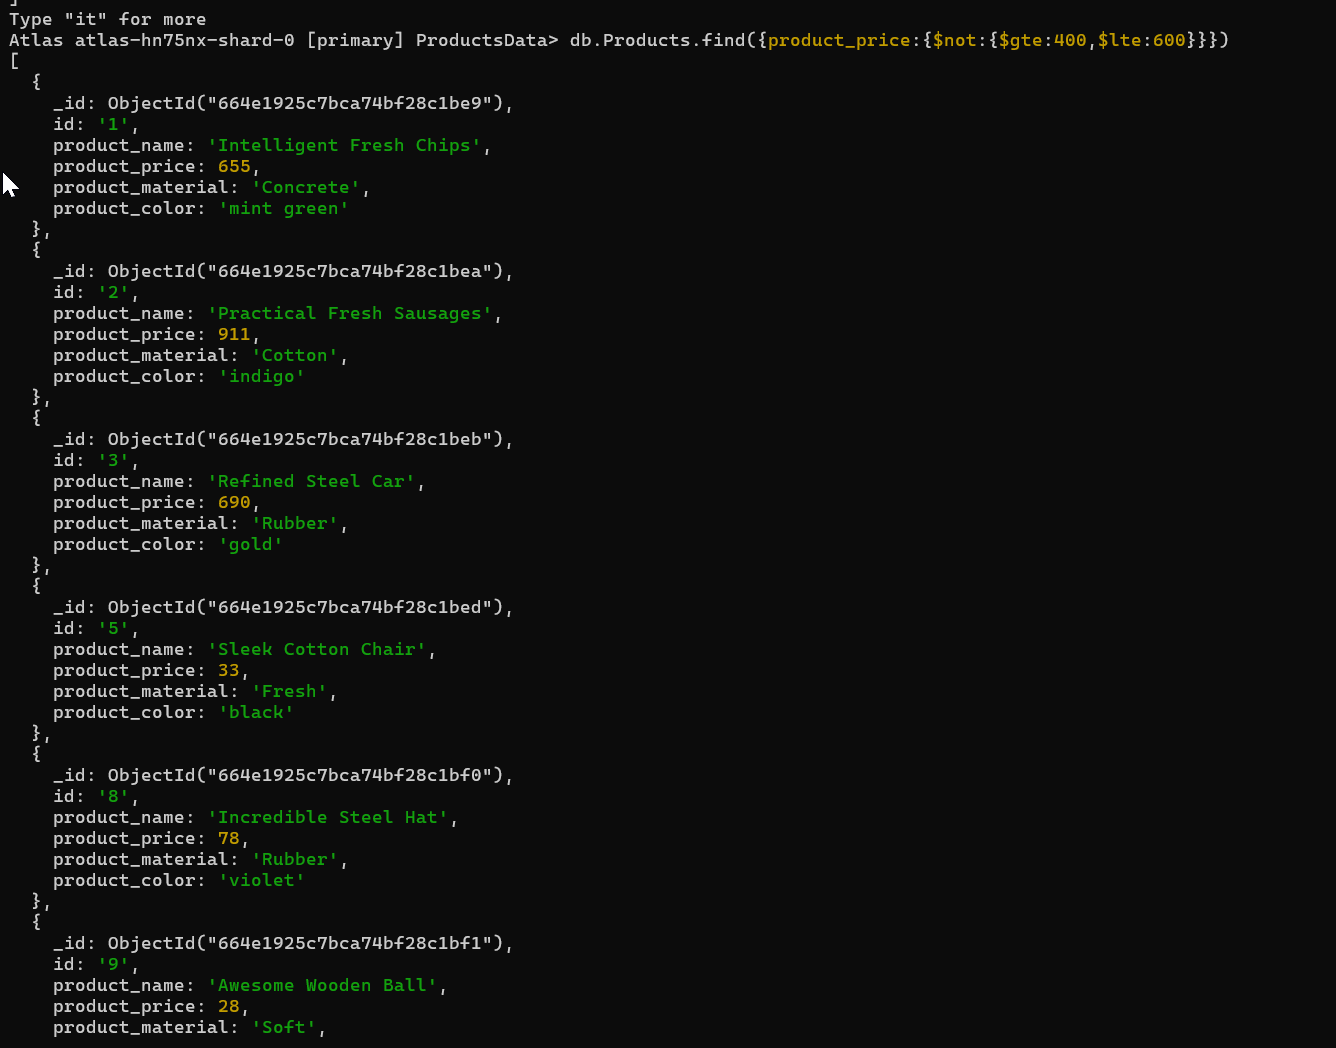 ]
Type "it" for more
Atlas atlas-hn75nx-shard-0 [primary] ProductsData> db.Products.find({product_price:{$not:{$gte:400,$lte:600}}})
[
  {
    _id: ObjectId("664e1925c7bca74bf28c1be9"),
    id: '1',
    product_name: 'Intelligent Fresh Chips',
    product_price: 655,
    product_material: 'Concrete',
    product_color: 'mint green'
  },
  {
    _id: ObjectId("664e1925c7bca74bf28c1bea"),
    id: '2',
    product_name: 'Practical Fresh Sausages',
    product_price: 911,
    product_material: 'Cotton',
    product_color: 'indigo'
  },
  {
    _id: ObjectId("664e1925c7bca74bf28c1beb"),
    id: '3',
    product_name: 'Refined Steel Car',
    product_price: 690,
    product_material: 'Rubber',
    product_color: 'gold'
  },
  {
    _id: ObjectId("664e1925c7bca74bf28c1bed"),
    id: '5',
    product_name: 'Sleek Cotton Chair',
    product_price: 33,
    product_material: 'Fresh',
    product_color: 'black'
  },
  {
    _id: ObjectId("664e1925c7bca74bf28c1bf0"),
    id: '8',
    product_name: 'Incredible Steel Hat',
    product_price: 78,
    product_material: 'Rubber',
    product_color: 'violet'
  },
  {
    _id: ObjectId("664e1925c7bca74bf28c1bf1"),
    id: '9',
    product_name: 'Awesome Wooden Ball',
    product_price: 28,
    product_material: 'Soft',